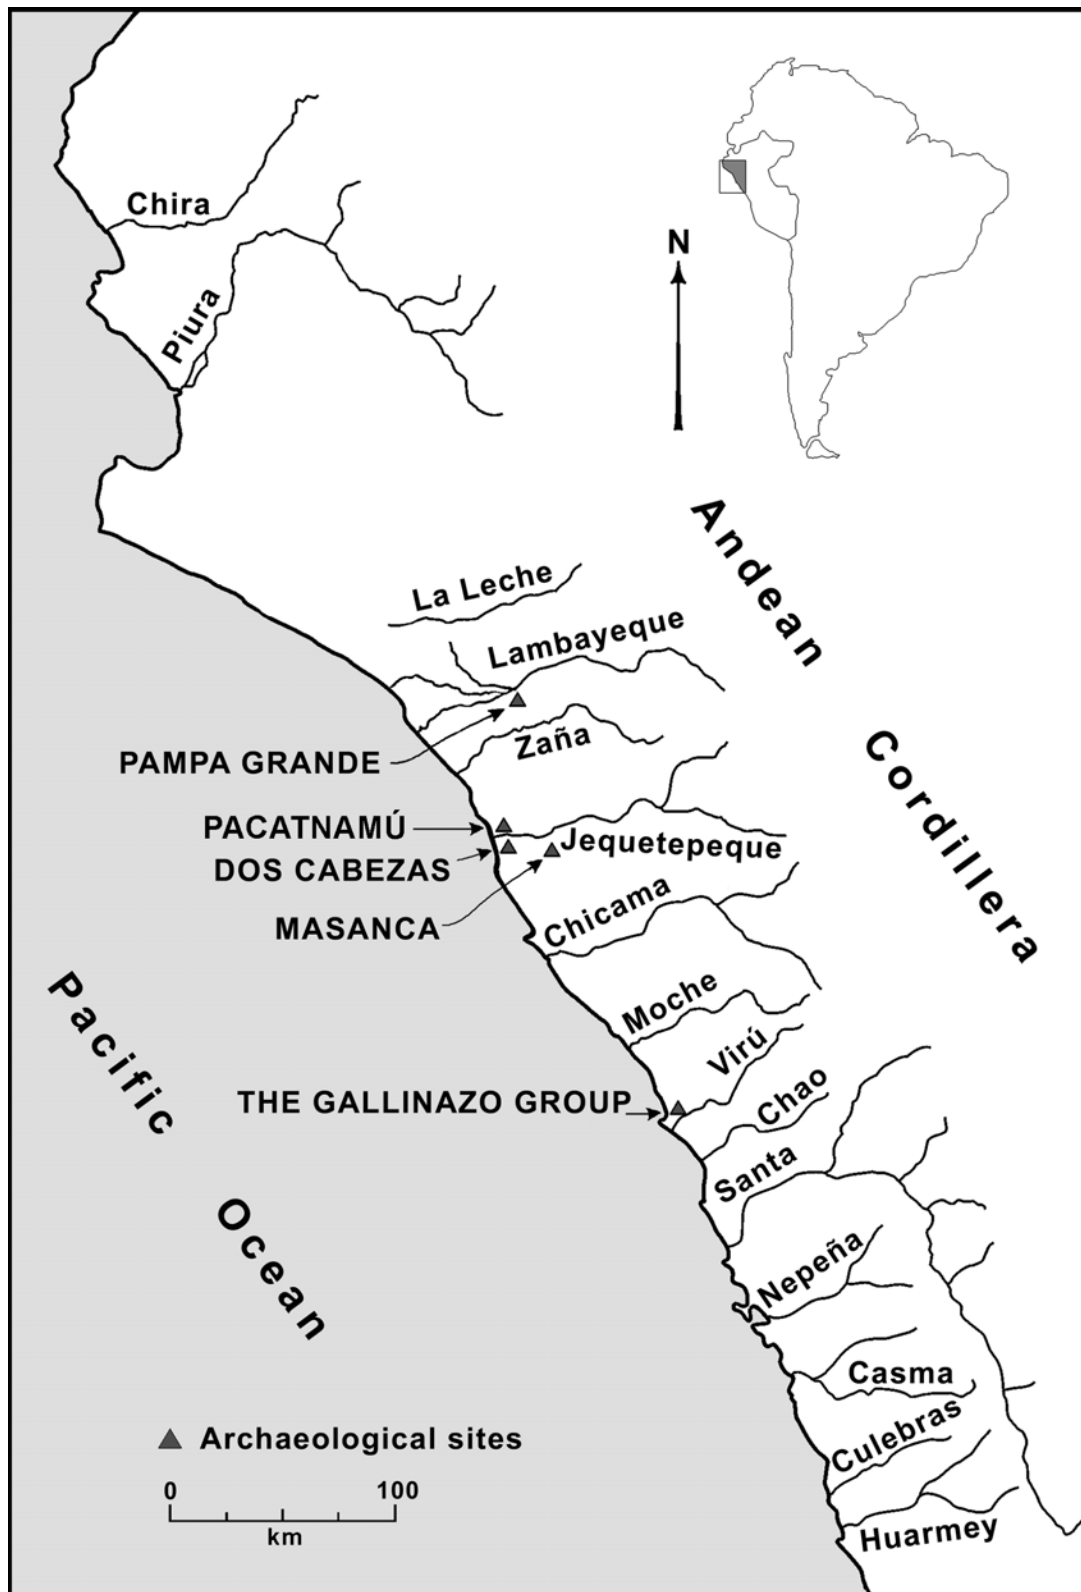 Chira
N
Piura
Andean
La Leche
Lambayeque
Zaña
PAMPA GRANDE
Cordillera
PACATNAMÚ
Jequetepeque
DOS CABEZAS
Chicama
MASANCA
Pacific
Moche
Virú
THE GALLINAZO GROUP
Chao
Santa
Ocean
Nepeña
Casma
Culebras
Archaeological sites
0 100
km
Huarmey